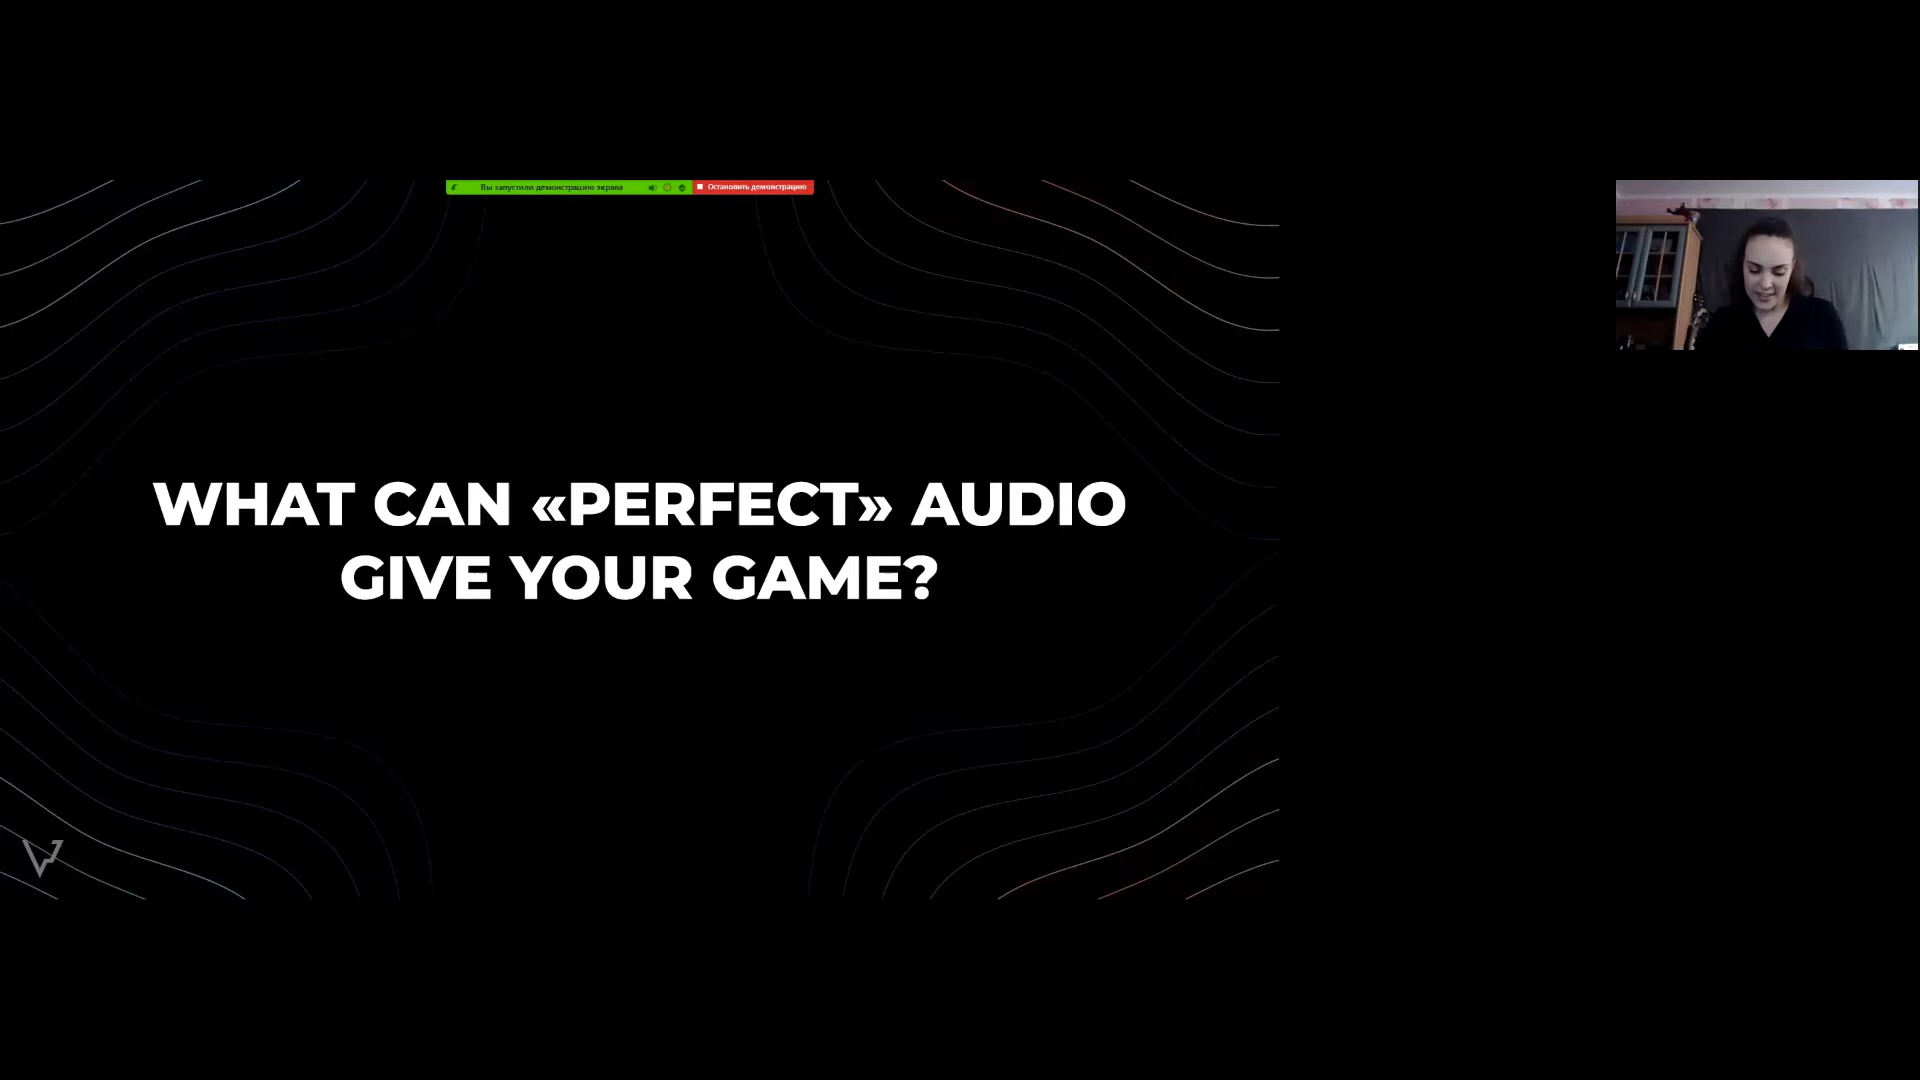 Вы запустили демонстрацию экрана
Остановить демонстрацию
WHAT CAN «PERFECT» AUDIO
GIVE YOUR GAME?